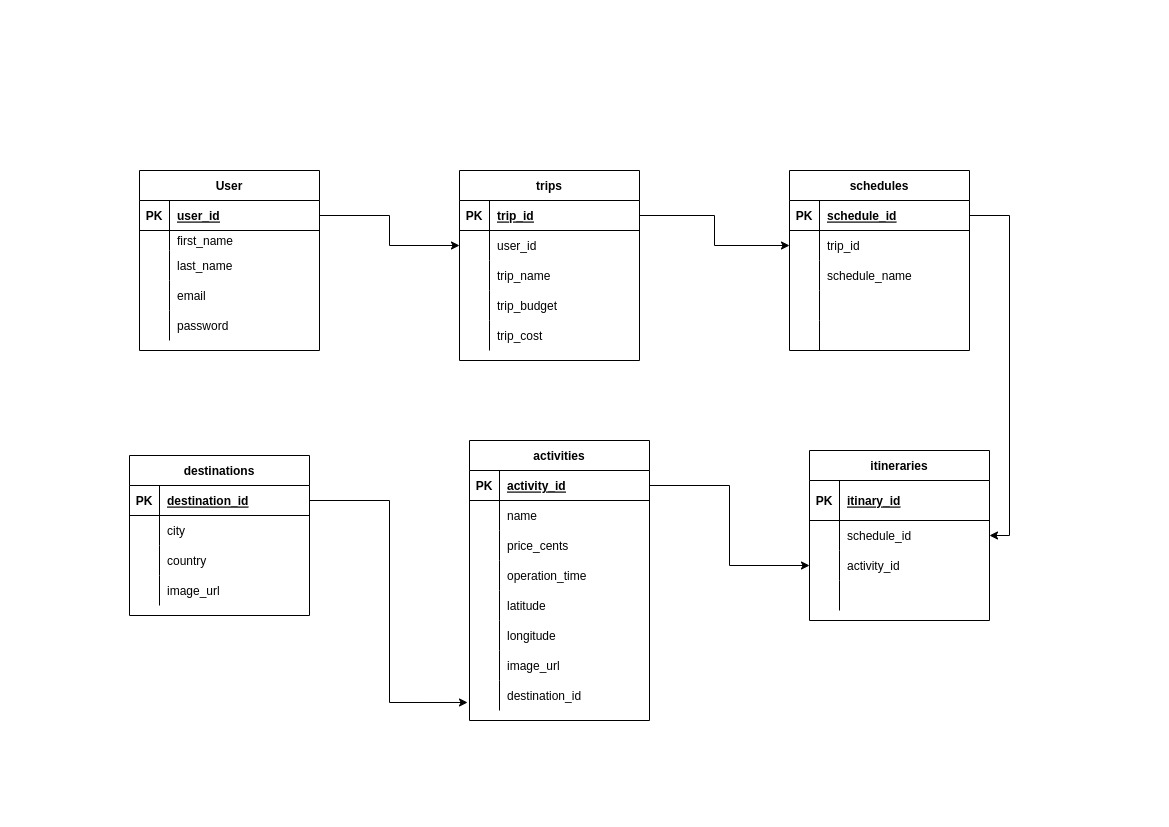 User
PK user_id
first_name
last_name
email
password
trips
PK trip_id
user_id
trip_name
trip_budget
trip_cost
schedules
PK schedule_id
trip_id
schedule_name
destinations
PK destination_id
city
country
image_url
activities
PK activity_id
name
price_cents
operation_time
latitude
longitude
image_url
destination_id
itineraries
PK itinary_id
schedule_id
activity_id